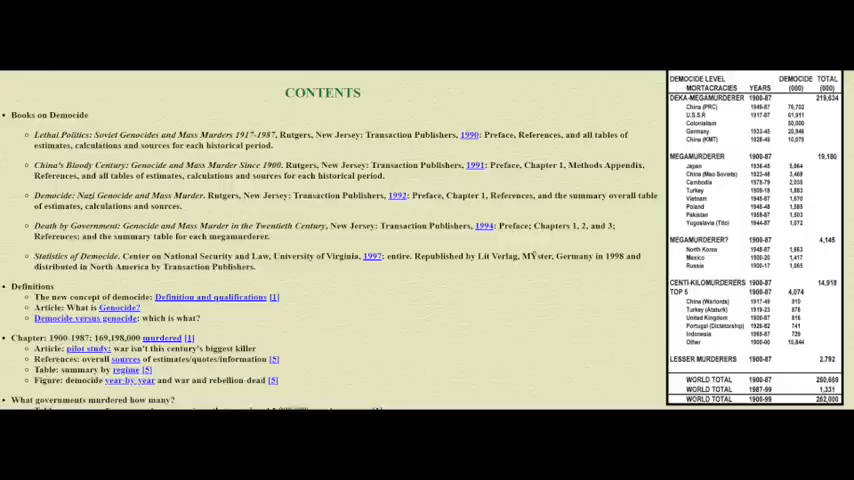 CONTENTS
• Books on Democide
Lethal Politics: Soviet Genocides and Mass Murders 1917-1987, Rutgers, New Jersey: Transaction Publishers, 1990: Preface, References, and all tables of
estimates, calculations and sources for each historical period.
China's Bloody Century: Genocide and Mass Murder Since 1900. Rutgers, New Jersey: Transaction Publishers, 1991: Preface, Chapter 1, Methods Appendix,
References, and all tables of estimates, calculations and sources for each historical period.
Democide: Nazi Genocide and Mass Murder. Rutgers, New Jersey: Transaction Publishers, 1992: Preface, Chapter 1, References, and the summary overall table
of estimates, calculations and sources.
Death by Government: Genocide and Mass Murder in the Twentieth Century, New Jersey: Transaction Publishers, 1994: Preface; Chapters 1, 2, and 3;
References; and the summary table for each megamurderer.
Statistics of Democide. Center on National Security and Law, University of Virginia, 1997: entire. Republished by Lit Verlag, MŸster, Germany in 1998 and
distributed in North America by Transaction Publishers.
• Definitions
The new concept of democide: Definition and qualifications [1]
Article: What is Genocide?
Democide versus genocide: which is what?
• Chapter: 1900-1987: 169,198,000 murdered [1]
Article: pilot study: war isn't this century's biggest killer
References: overall sources of estimates/quotes/information [5]
Table: summary by regime [5]
Figure: democide year-by-year and war and rebellion-dead [5]
• What governments murdered how many?
DEMOCIDE LEVEL DEMOCIDE TOTAL
MORTACRACIES YEARS (000) (000)
DEKA-MEGAMURDERER 1900-87 219,634
China (PRC) 1949-87 76,702
U.S.S.R 1917-87 61,911
Colonialism 50,000
Germany 1933-45 20,946
China (KMT) 1928-49 10,075
MEGAMURDERER 1900-87 19,180
Japan 1936-45 5,964
China (Mao Soviets) 1923-48 3,468
Cambodia 1975-79 2,035
Turkey 1909-18 1,883
Vietnam 1945-87 1,670
Poland 1945-48 1,585
Pakistan 1958-87 1,503
Yugoslavia (Tito) 1944-87 1,072
MEGAMURDERER? 1900-87 4,145
North Korea 1948-87 1,663
Mexico 1900-20 1,417
Russia 1900-17 1,065
CENTI-KILOMURDERERS 1900-87 14,918
TOP 5 1900-87 4,074
China (Warlords) 1917-49 910
Turkey (Ataturk) 1919-23 878
United Kingdom 1900-87 816
Portugal (Dictatorship) 1926-82 741
Indonesia 1965-87 729
Other 10,844
LESSER MURDERERS 1900-87 2,792
WORLD TOTAL 1900-87 260,669
WORLD TOTAL 1987-99 1,331
WORLD TOTAL 1900-99 262,000